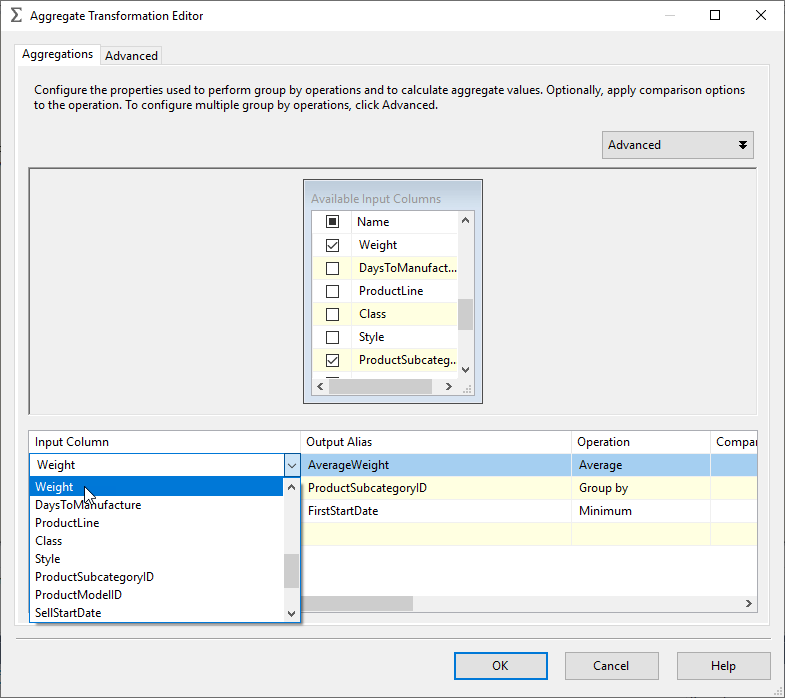 Aggregate Transformation Editor
Aggregations
Advanced
Configure the properties used to perform group by operations and to calculate aggregate values. Optionally, apply comparison options
to the operation. To configure multiple group by operations, click Advanced.
Advanced
Available Input Columns
Name
Weight
DaysToManufact...
ProductLine
Class
Style
ProductSubcateg...
Input Column Output Alias Operation Compar
Weight AverageWeight Average
ProductSubcategoryID Group by
FirstStartDate Minimum
Weight
DaysToManufacture
ProductLine
Class
Style
ProductSubcategoryID
ProductModelID
SellStartDate
OK
Cancel
Help